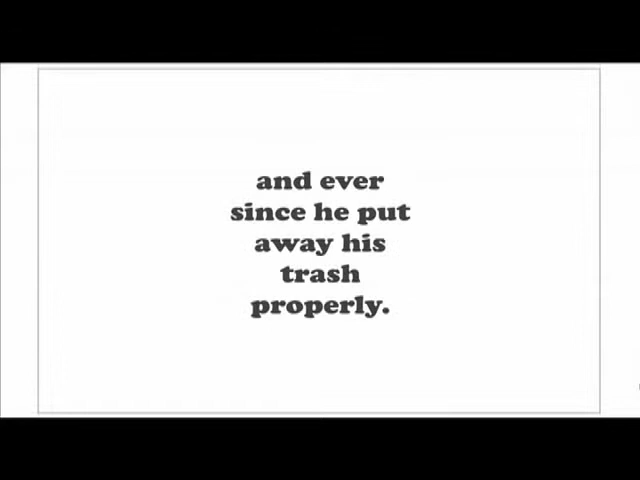 and ever
since he put
away his
trash
properly.